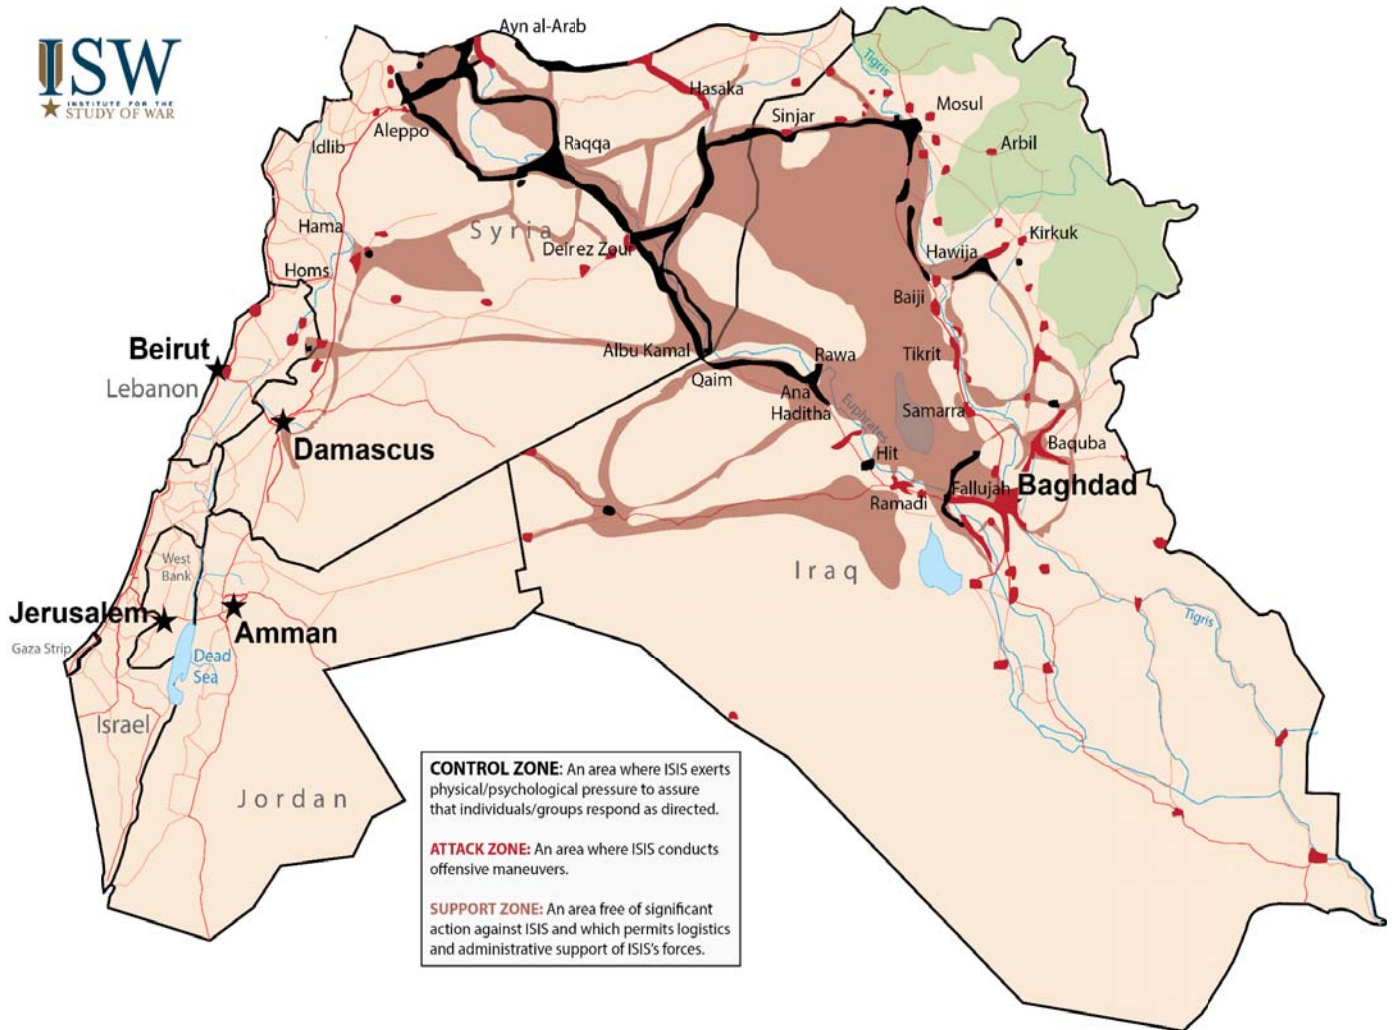 ISW
INSTITUTE FOR THE
STUDY OF WAR
Ayn al-Arab
Tigris
Hasaka
Mosul
Sinjar
Aleppo
Idlib
Raqqa
Arbil
Hama
Syria
Kirkuk
Deirez Zour
Hawija
Homs
Baiji
Beirut
Albu Kamal
Rawa
Tikrit
Lebanon
Qaim
Ana
Haditha
Euphrates
Samarra
Damascus
Hit
Baquba
Fallujah
Baghdad
Ramadi
West
Bank
Iraq
Jerusalem
Amman
Tigris
Gaza Strip
Dead
Sea
Israel
Jordan
CONTROL ZONE: An area where ISIS exerts
physical/psychological pressure to assure
that individuals/groups respond as directed.
ATTACK ZONE: An area where ISIS conducts
offensive maneuvers.
SUPPORT ZONE: An area free of significant
action against ISIS and which permits logistics
and administrative support of ISIS's forces.